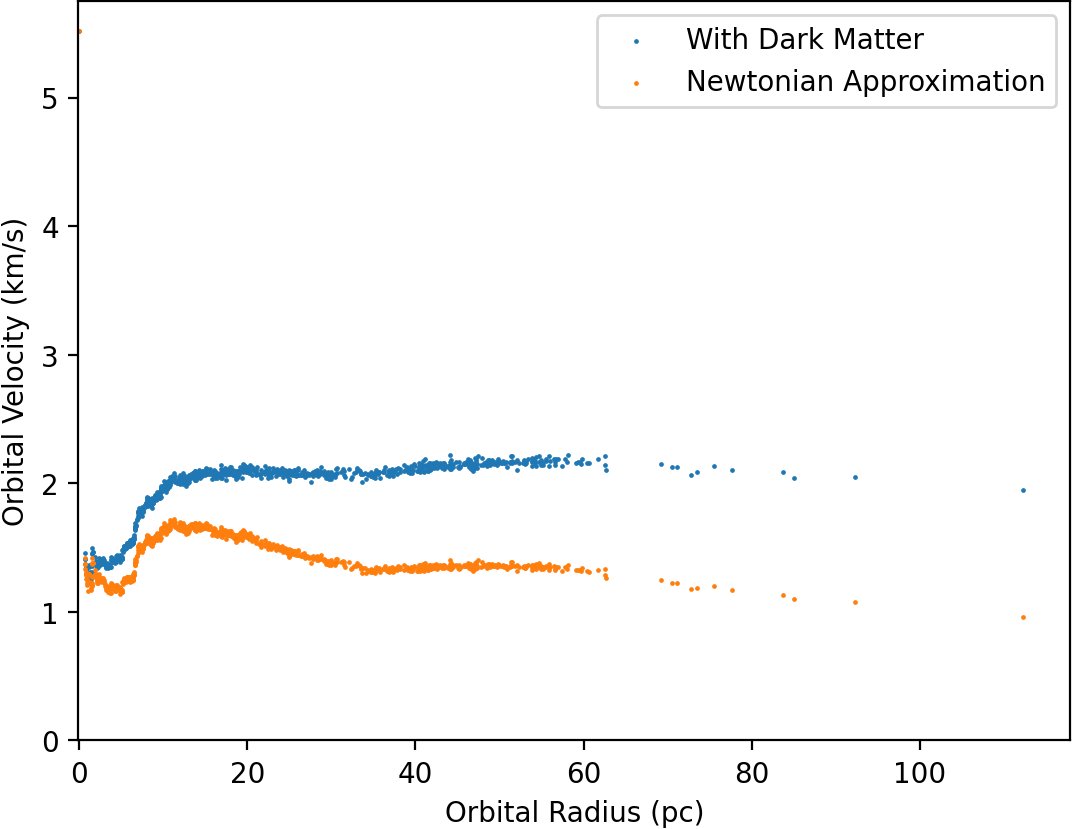 With Dark Matter
Newtonian Approximation
Orbital Velocity (km/s)
5
4
3
2
1
0
0 20 40 60 80 100
Orbital Radius (pc)